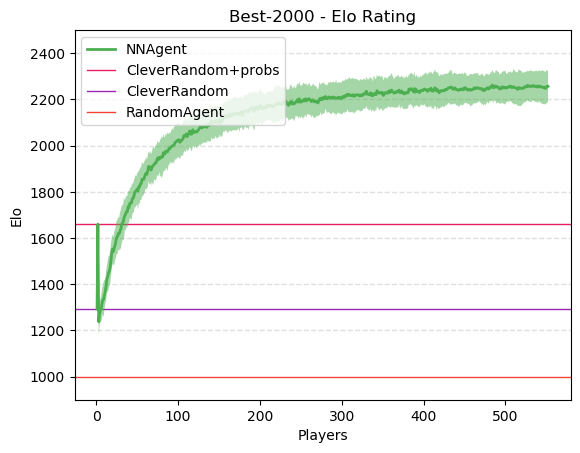 Best-2000 - Elo Rating
NNAgent
CleverRandom+probs
CleverRandom
RandomAgent
2400
2200
2000
1800
1600
1400
1200
1000
Elo
0
100
200
300
400
500
Players